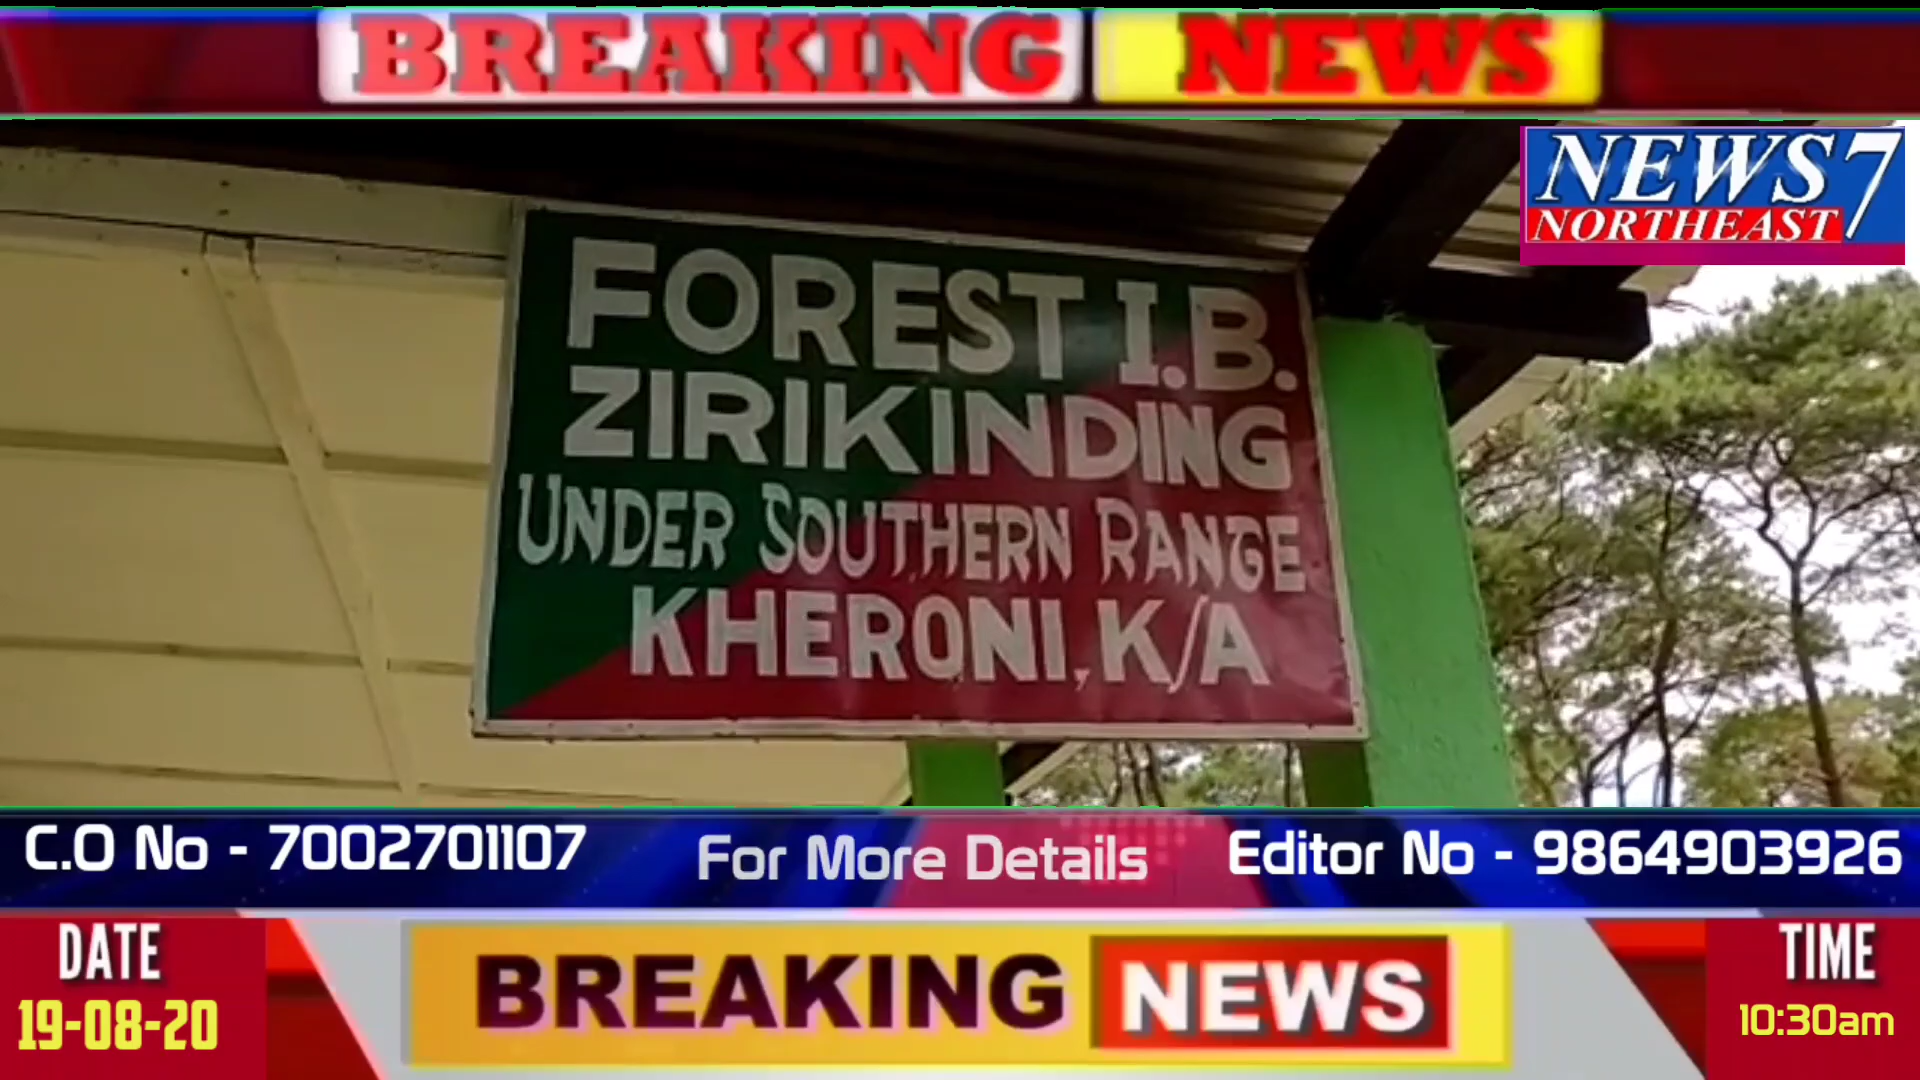 BREAKING NEWS
NEWS 7
NORTHEAST
FOREST I.B.
ZIRIKINDING
UNDER SOUTHERN RANGE
KHERONI, K/A
C.O No - 7002701107
For More Details
Editor No - 9864903926
DATE
19-08-20
BREAKING NEWS
TIME
10:30am